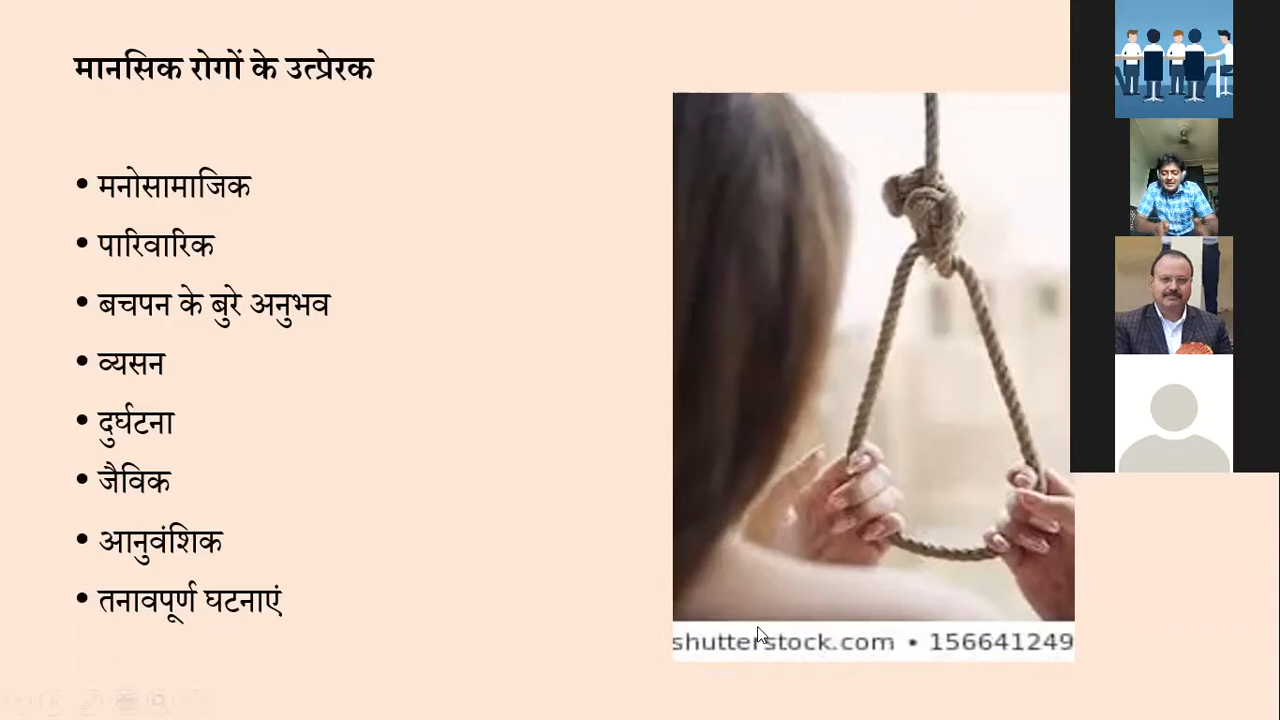 मानसिक रोगों के उत्प्रेरक
• मनोसामाजिक
• पारिवारिक
• बचपन के बुरे अनुभव
• व्यसन
• दुर्घटना
• जैविक
• आनुवंशिक
• तनावपूर्ण घटनाएं
shutterstock.com • 156641249